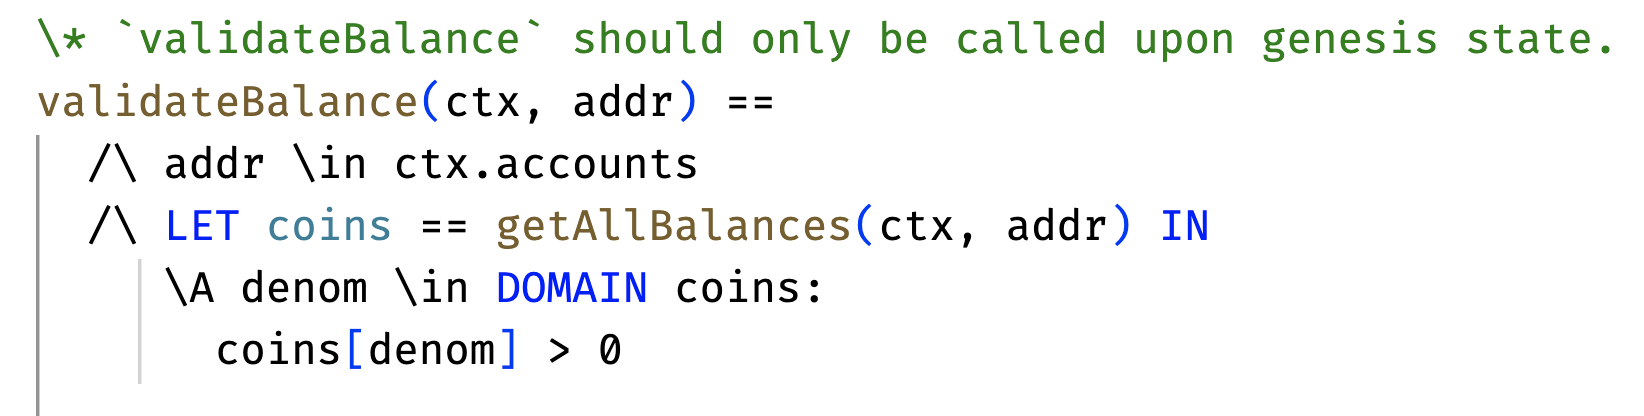 \* `validateBalance` should only be called upon genesis state.
validateBalance(ctx, addr) ==
  /\ addr \in ctx.accounts
  /\ LET coins == getAllBalances(ctx, addr) IN
     \A denom \in DOMAIN coins:
       coins[denom] > 0